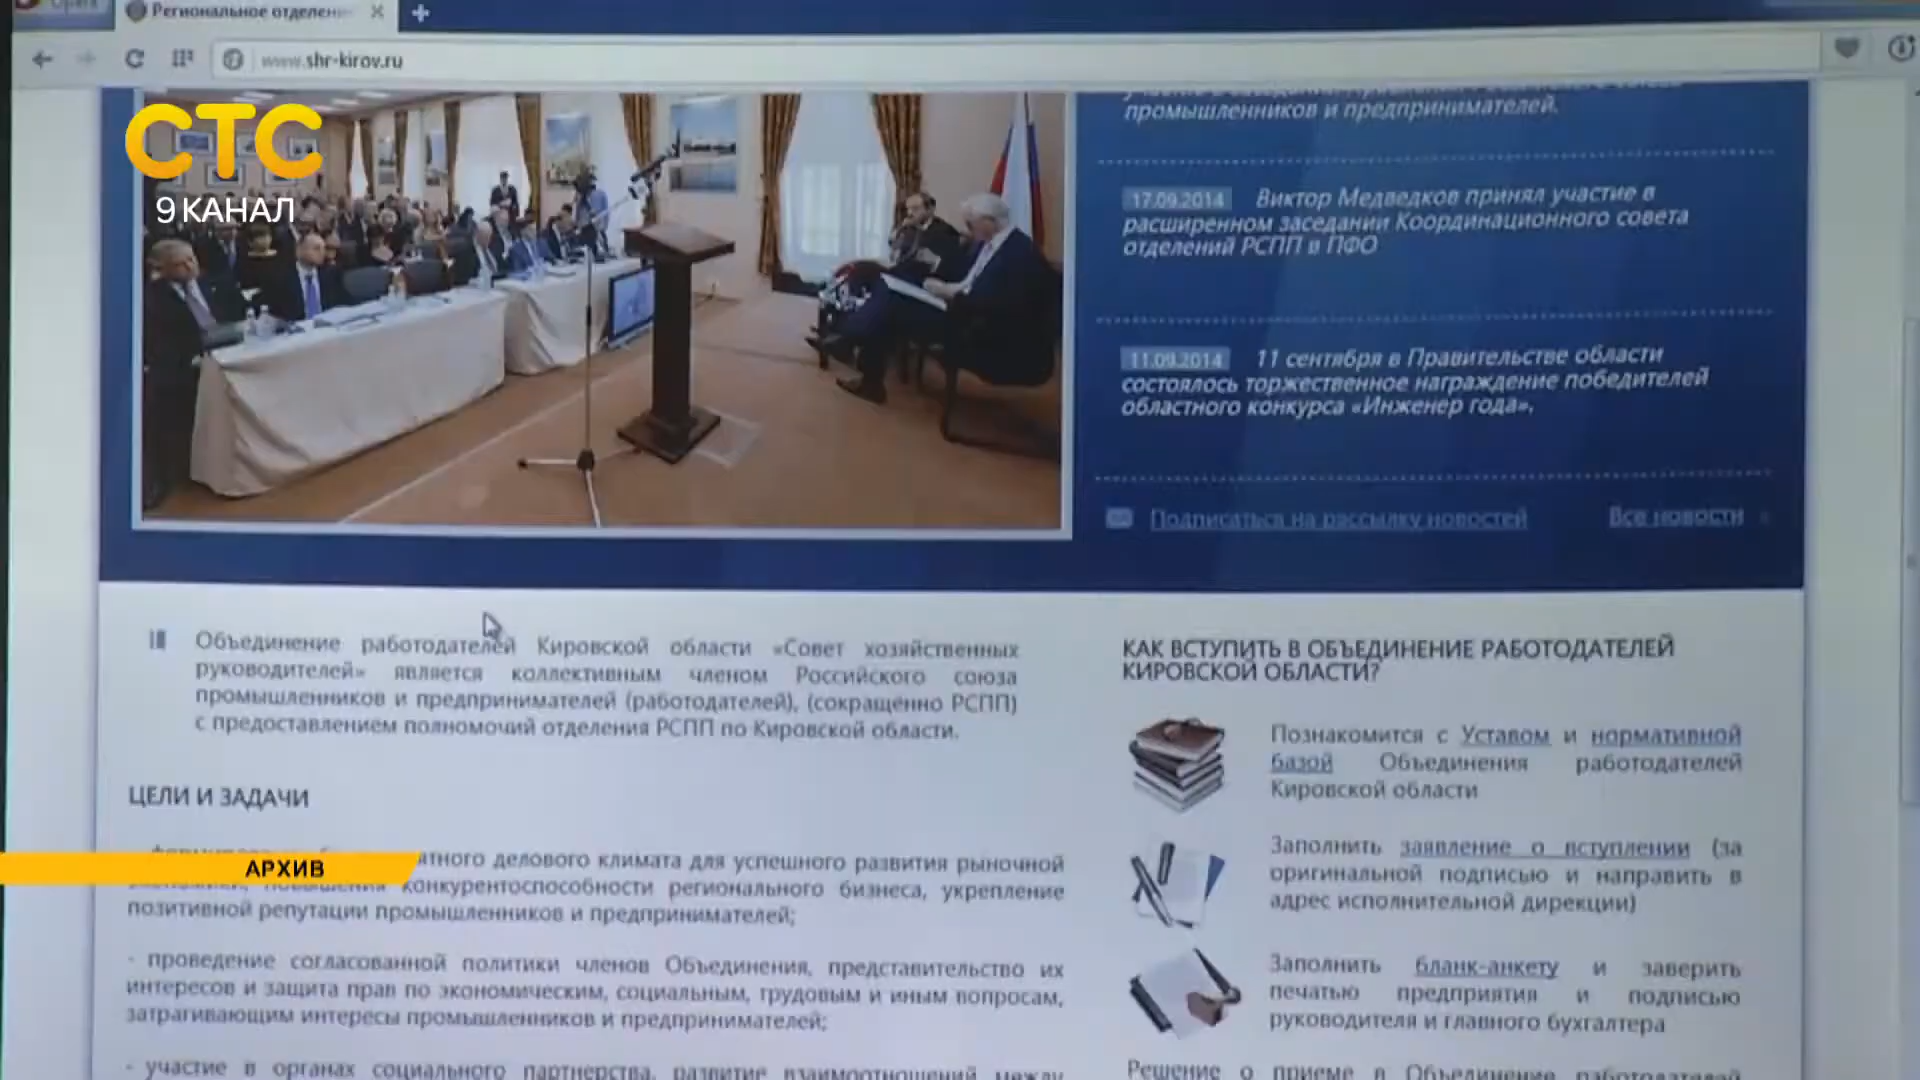 Opera
Региональное отделени
www.shr-kirov.ru
СТС
9 КАНАЛ
промышленников и предпринимателей.
17.09.2014 Виктор Медведков принял участие в
расширенном заседании Координационного совета
отделений РСПП в ПФО
11.09.2014 11 сентября в Правительстве области
состоялось торжественное награждение победителей
областного конкурса «Инженер года».
Подписаться на рассылку новостей
Все новости
Объединение работодателей Кировской области «Совет хозяйственных
руководителей» является коллективным членом Российского союза
промышленников и предпринимателей (работодателей), (сокращенно РСПП)
с предоставлением полномочий отделения РСПП по Кировской области.
ЦЕЛИ И ЗАДАЧИ
ятного делового климата для успешного развития рыночной
конкурентоспособности регионального бизнеса, укрепление
позитивной репутации промышленников и предпринимателей;
- проведение согласованной политики членов Объединения, представительство их
интересов и защита прав по экономическим, социальным, трудовым и иным вопросам,
затрагивающим интересы промышленников и предпринимателей;
- участие в органах социального партнерства, развитие взаимоотношений между
АРХИВ
КАК ВСТУПИТЬ В ОБЪЕДИНЕНИЕ РАБОТОДАТЕЛЕЙ
КИРОВСКОЙ ОБЛАСТИ?
Познакомится с Уставом и нормативной
базой Объединения работодателей
Кировской области
Заполнить заявление о вступлении (за
оригинальной подписью и направить в
адрес исполнительной дирекции)
Заполнить бланк-анкету и заверить
печатью предприятия и подписью
руководителя и главного бухгалтера
Решение о приеме в Объединение работодателей